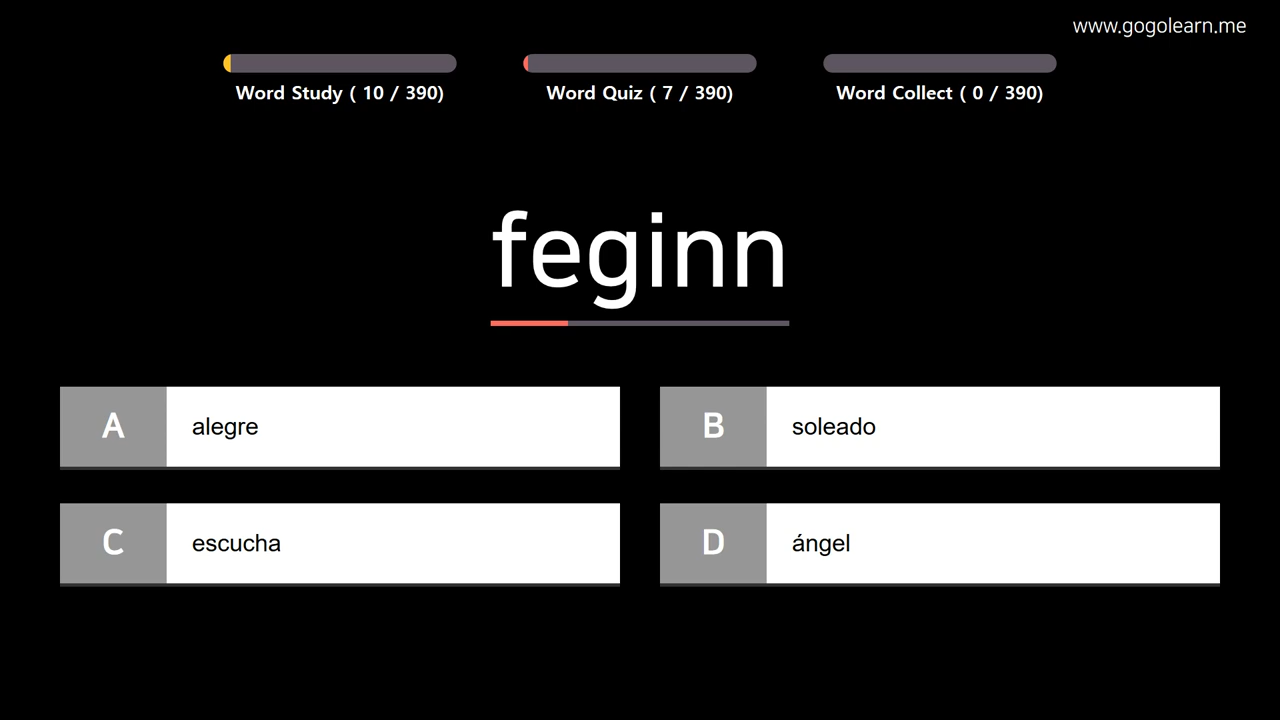 www.gogolearn.me
Word Study ( 10 / 390)
Word Quiz ( 7 / 390)
Word Collect ( 0 / 390)
feginn
A alegre
B soleado
C escucha
D ángel